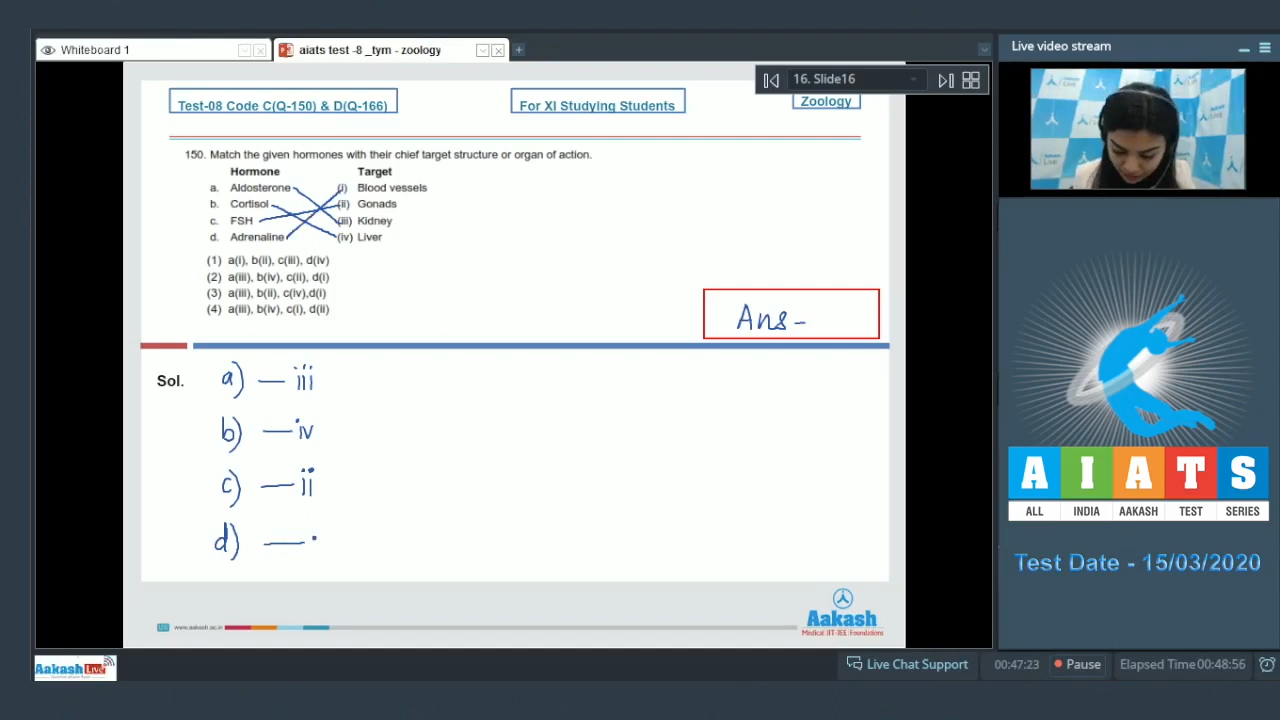 Whiteboard 1
aiats test -8 _tym - zoology
Live video stream
16. Slide16
Test-08 Code C(Q-150) & D(Q-166)
For XI Studying Students
Zoology
150. Match the given hormones with their chief target structure or organ of action.
Hormone Target
a. Aldosterone (i) Blood vessels
b. Cortisol (ii) Gonads
c. FSH (iii) Kidney
d. Adrenaline (iv) Liver
(1) a(i), b(ii), c(iii), d(iv)
(2) a(iii), b(iv), c(ii), d(i)
(3) a(iii), b(ii), c(iv),d(i)
(4) a(iii), b(iv), c(i), d(ii)
Ans -
Sol. a) — iii
b) — iv
c) — ii
d) —
AIATS
ALL INDIA AAKASH TEST SERIES
Test Date - 15/03/2020
www.aakash.ac.in
Aakash
Medical|IIT-JEE|Foundations
Aakash Live
Live Chat Support
00:47:23
Pause
Elapsed Time 00:48:56